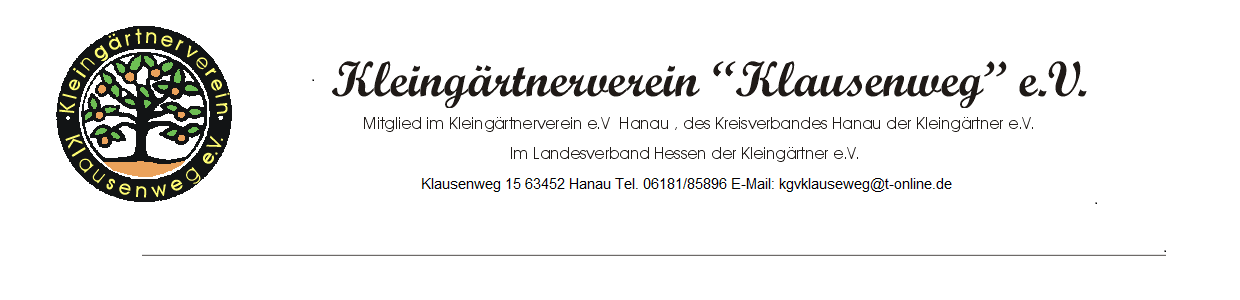 Kleingärtnerverein
Klausenweg e.V.
Kleingärtnerverein “Klausenweg” e.V.
Mitglied im Kleingärtnerverein e.V Hanau , des Kreisverbandes Hanau der Kleingärtner e.V.
Im Landesverband Hessen der Kleingärtner e.V.
Klausenweg 15 63452 Hanau Tel. 06181/85896 E-Mail: kgvklauseweg@t-online.de